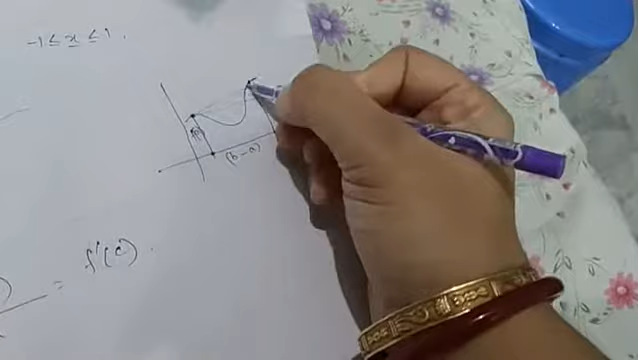 -1 ≤ x ≤ 1.
(b-a)
= f'(c).